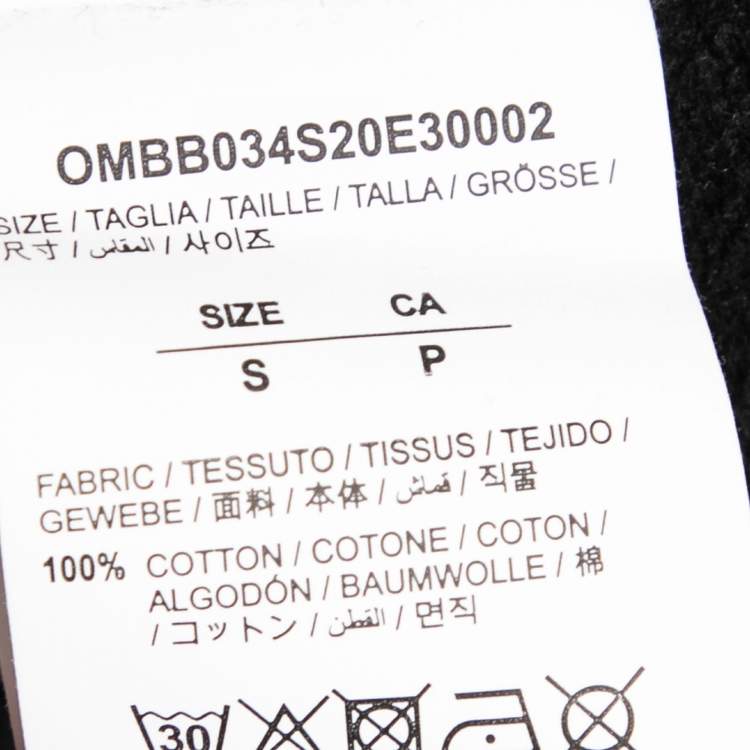 OMBB034S20E30002
SIZE / TAGLIA / TAILLE / TALLA / GRÖSSE /
尺寸 / المقاس / 사이즈
SIZE CA
S P
FABRIC / TESSUTO / TISSUS / TEJIDO /
GEWEBE / 面料 / 本体 / قماش / 직물
100% COTTON / COTONE / COTON /
ALGODÓN / BAUMWOLLE / 棉
/ コットン / القطن / 면직
30